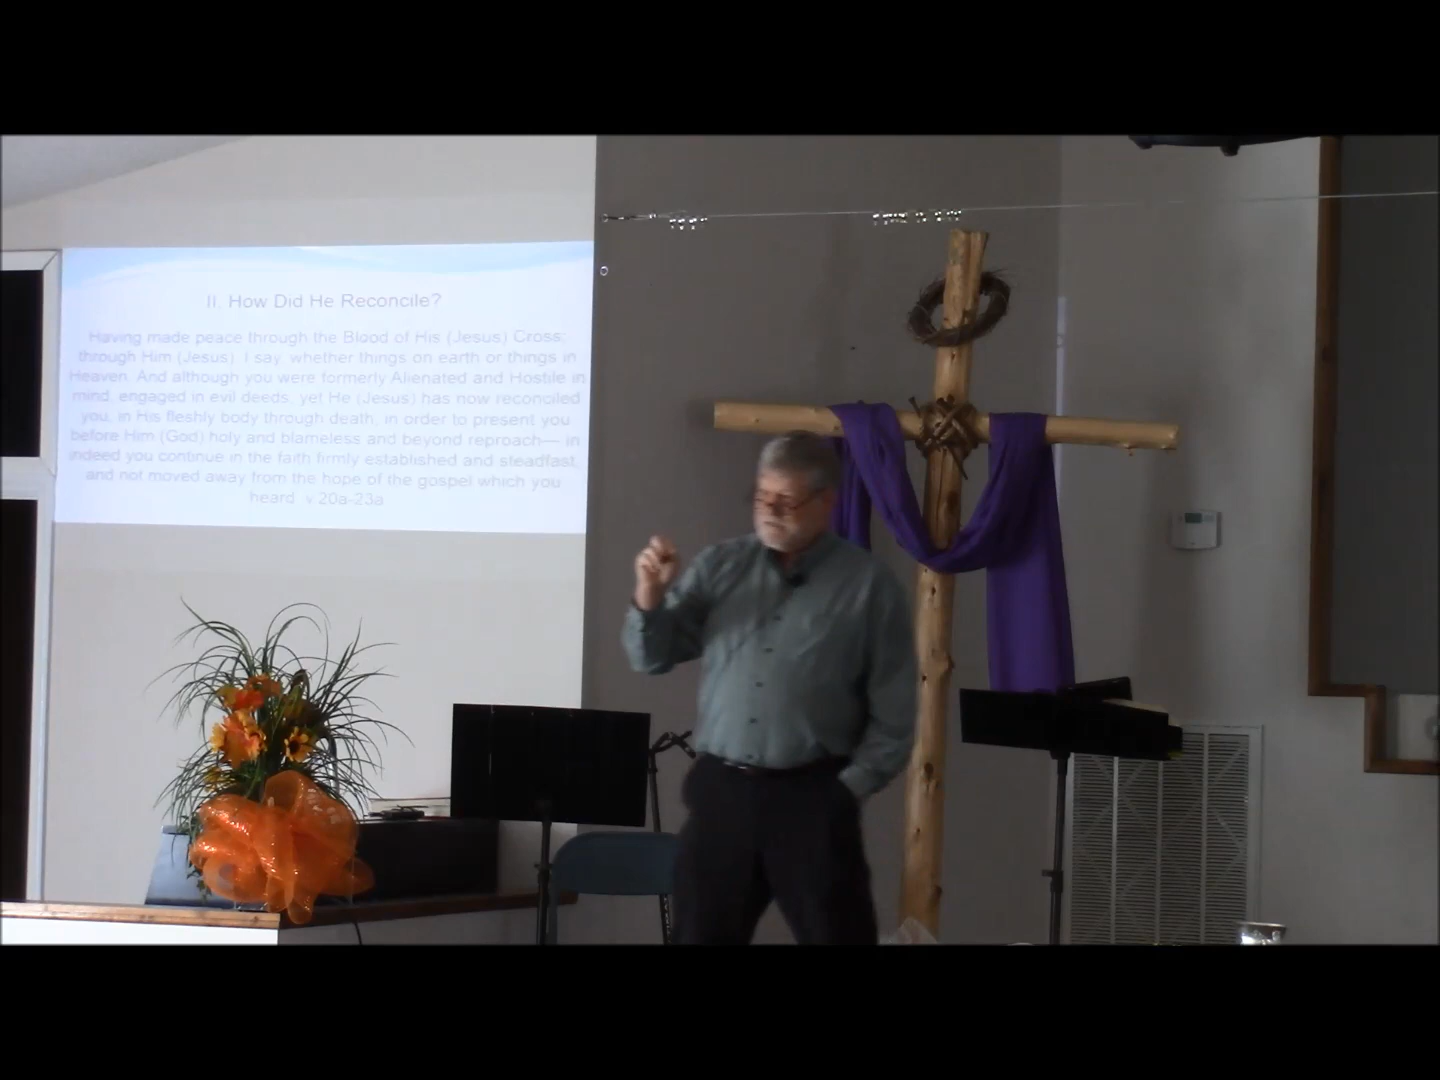 II. How Did He Reconcile?
Having made peace through the Blood of His (Jesus) Cross;
through Him (Jesus), I say, whether things on earth or things in
Heaven. And although you were formerly Alienated and Hostile in
mind, engaged in evil deeds, yet He (Jesus) has now reconciled
you, in His fleshly body through death, in order to present you
before Him (God) holy and blameless and beyond reproach— in
indeed you continue in the faith firmly established and steadfast,
and not moved away from the hope of the gospel which you
heard v.20a-23a